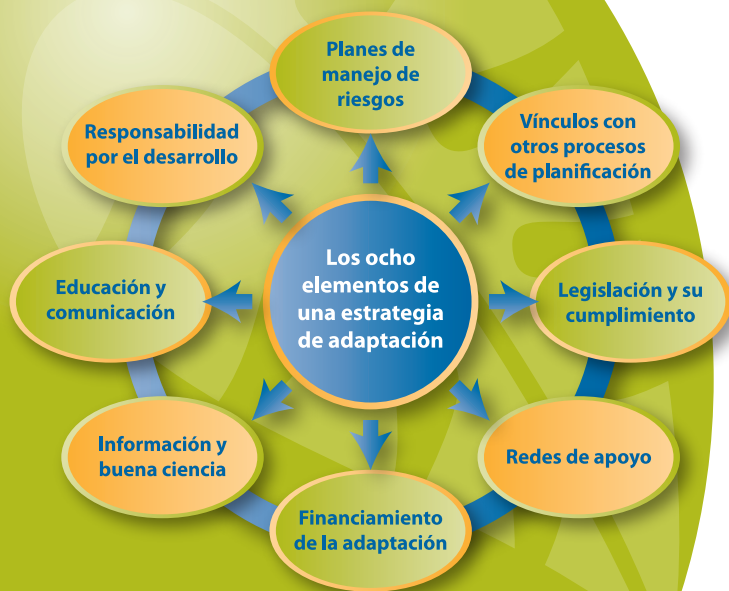 Planes de
manejo de
riesgos
Responsabilidad
por el desarrollo
Vínculos con
otros procesos
de planificación
Los ocho
elementos de
una estrategia
de adaptación
Educación y
comunicación
Legislación y su
cumplimiento
Información y
buena ciencia
Redes de apoyo
Financiamiento
de la adaptación